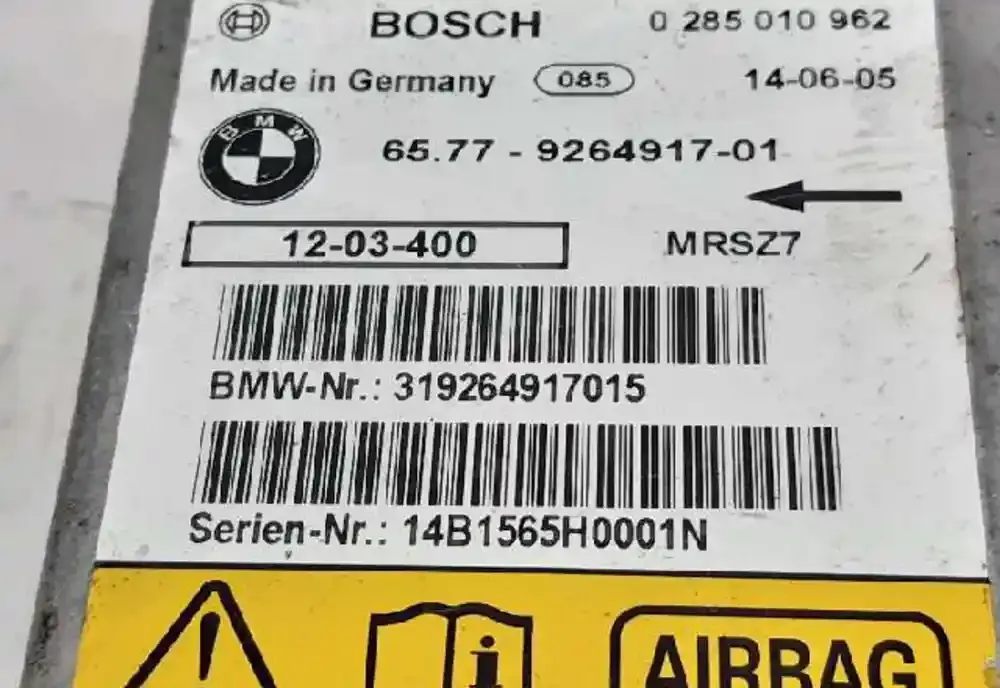 BOSCH 0 285 010 962
Made in Germany 085 14-06-05
BMW 65.77 - 9264917-01
12-03-400 MRSZ7
BMW-Nr.: 319264917015
Serien-Nr.: 14B1565H0001N
i AIRBAG